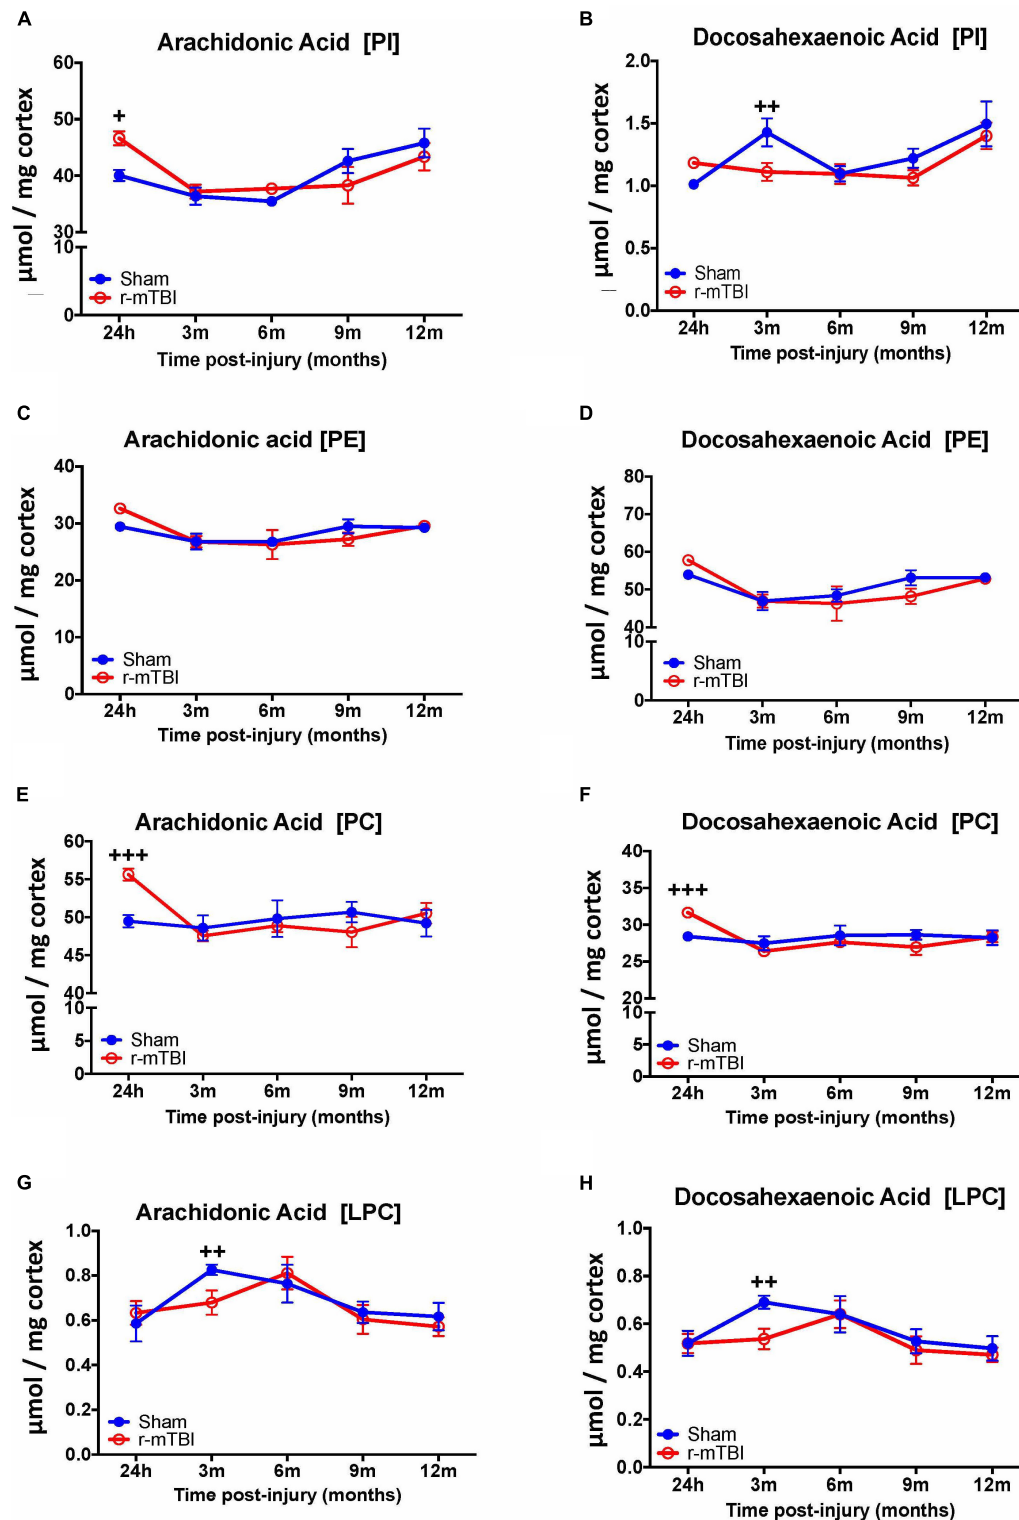 A
Arachidonic Acid [PI]
μmol / mg cortex
60
50
40
30
10
0
+
Sham
r-mTBI
24h 3m 6m 9m 12m
Time post-injury (months)
B
Docosahexaenoic Acid [PI]
μmol / mg cortex
2.0
1.5
1.0
0.5
0.0
++
Sham
r-mTBI
24h 3m 6m 9m 12m
Time post-injury (months)
C
Arachidonic acid [PE]
μmol / mg cortex
40
30
20
10
0
Sham
r-mTBI
24h 3m 6m 9m 12m
Time post-injury (months)
D
Docosahexaenoic Acid [PE]
μmol / mg cortex
80
70
60
50
40
10
0
Sham
r-mTBI
24h 3m 6m 9m 12m
Time post-injury (months)
E
Arachidonic Acid [PC]
μmol / mg cortex
60
55
50
45
40
10
5
0
+++
Sham
r-mTBI
24h 3m 6m 9m 12m
Time post-injury (months)
F
Docosahexaenoic Acid [PC]
μmol / mg cortex
40
35
30
25
20
10
5
0
+++
Sham
r-mTBI
24h 3m 6m 9m 12m
Time post-injury (months)
G
Arachidonic Acid [LPC]
μmol / mg cortex
1.0
0.8
0.6
0.4
0.2
0.0
++
Sham
r-mTBI
24h 3m 6m 9m 12m
Time post-injury (months)
H
Docosahexaenoic Acid [LPC]
μmol / mg cortex
1.0
0.8
0.6
0.4
0.2
0.0
++
Sham
r-mTBI
24h 3m 6m 9m 12m
Time post-injury (months)